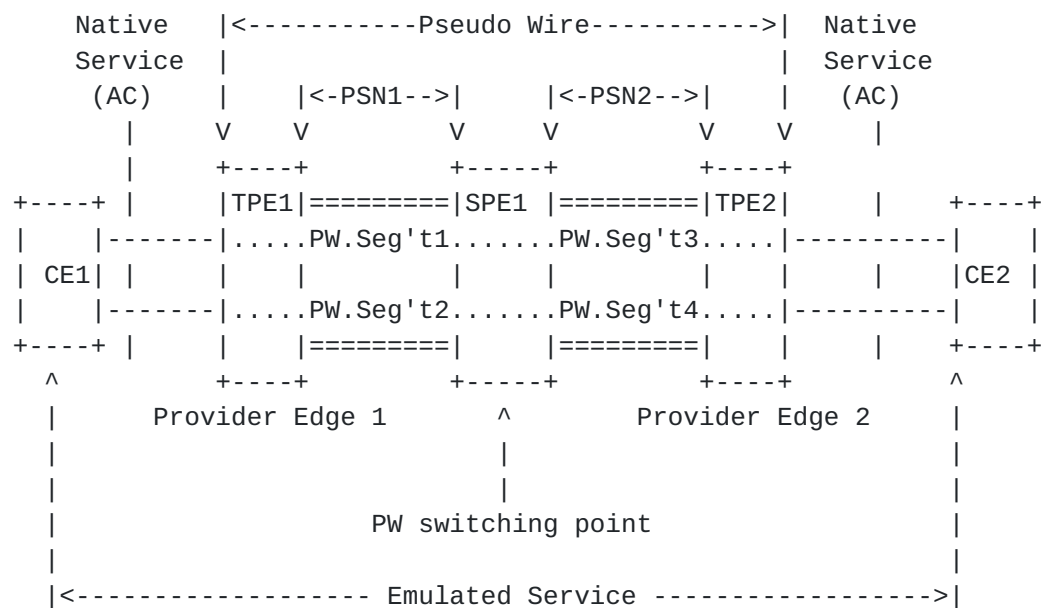 Native   |<-----------Pseudo Wire----------->|  Native
Service  |                                   |  Service
(AC)     |    |<-PSN1-->|     |<-PSN2-->|    |   (AC)
|     V    V         V     V         V    V     |
|     +----+         +-----+         +----+
+----+ |     |TPE1|=========|SPE1 |=========|TPE2|     |    +----+
|    |-------|.....PW.Seg't1.......PW.Seg't3.....|----------|    |
| CE1| |     |    |         |     |         |    |     |    |CE2 |
|    |-------|.....PW.Seg't2.......PW.Seg't4.....|----------|    |
+----+ |     |    |=========|     |=========|    |     |    +----+
^          +----+         +-----+         +----+          ^
|      Provider Edge 1       ^        Provider Edge 2     |
|                            |                            |
|                            |                            |
|                    PW switching point                   |
|                                                         |
|<------------------- Emulated Service ------------------>|